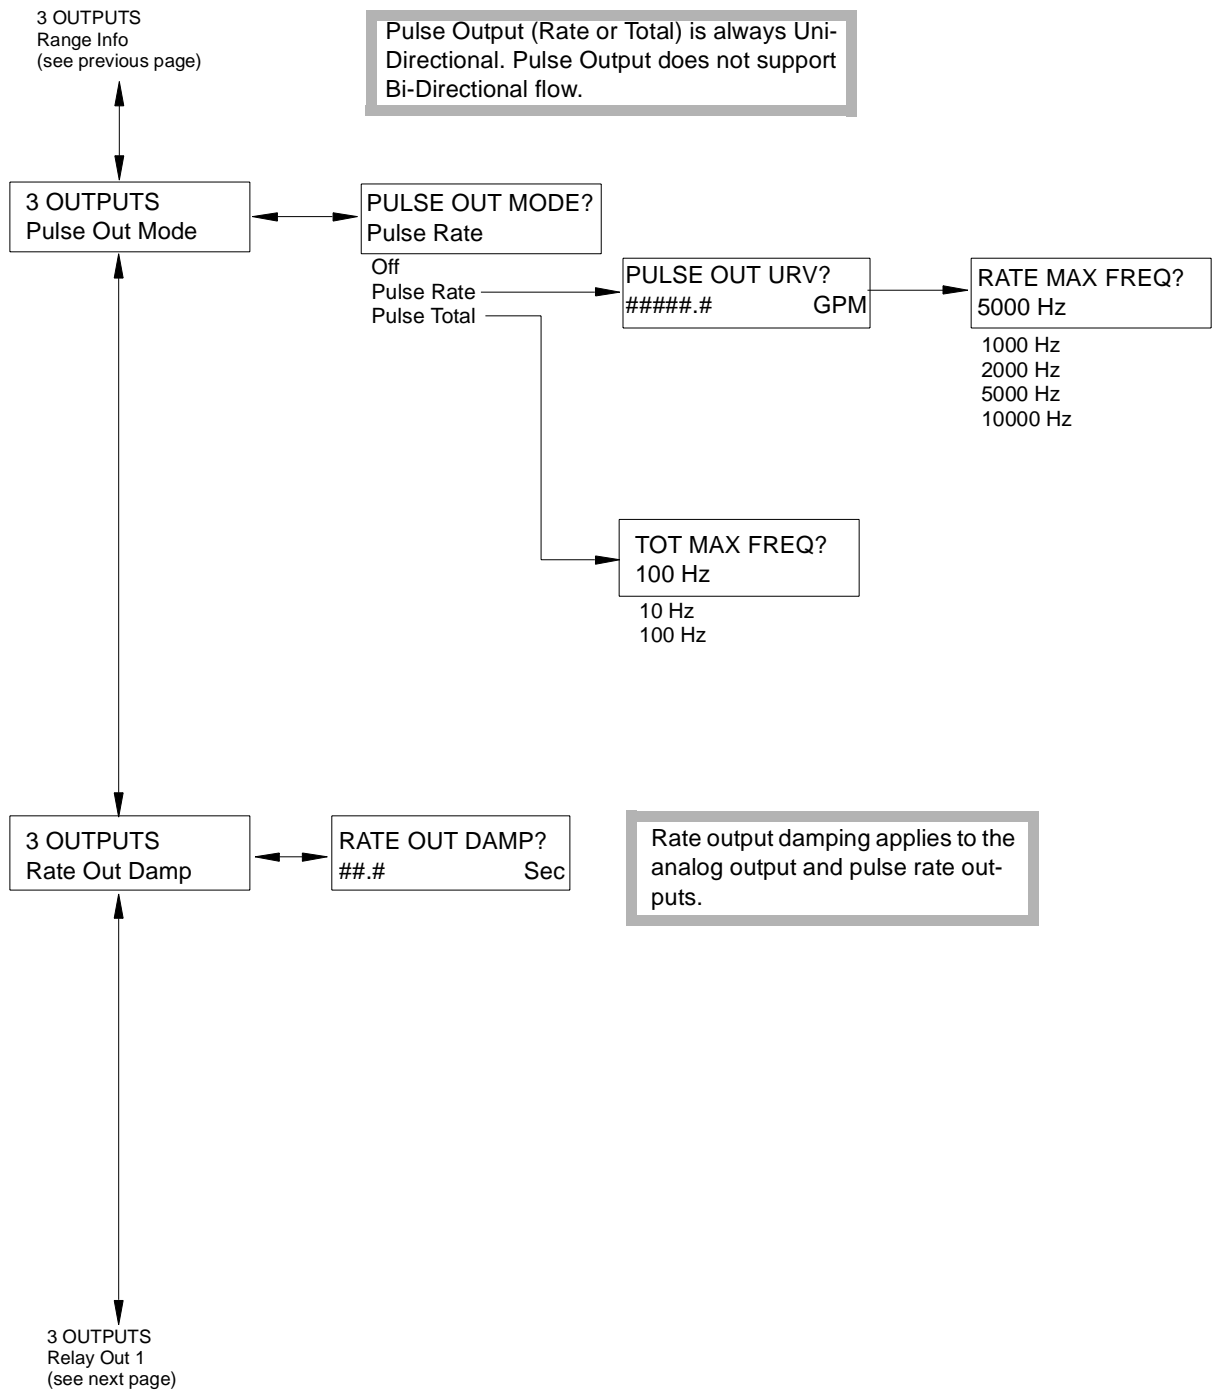 3 OUTPUTS
Range Info
(see previous page)
Pulse Output (Rate or Total) is always Uni-
Directional. Pulse Output does not support
Bi-Directional flow.
3 OUTPUTS
Pulse Out Mode
PULSE OUT MODE?
Pulse Rate
Off
Pulse Rate
Pulse Total
PULSE OUT URV?
#####.# GPM
RATE MAX FREQ?
5000 Hz
1000 Hz
2000 Hz
5000 Hz
10000 Hz
TOT MAX FREQ?
100 Hz
10 Hz
100 Hz
3 OUTPUTS
Rate Out Damp
RATE OUT DAMP?
##.# Sec
Rate output damping applies to the
analog output and pulse rate out-
puts.
3 OUTPUTS
Relay Out 1
(see next page)